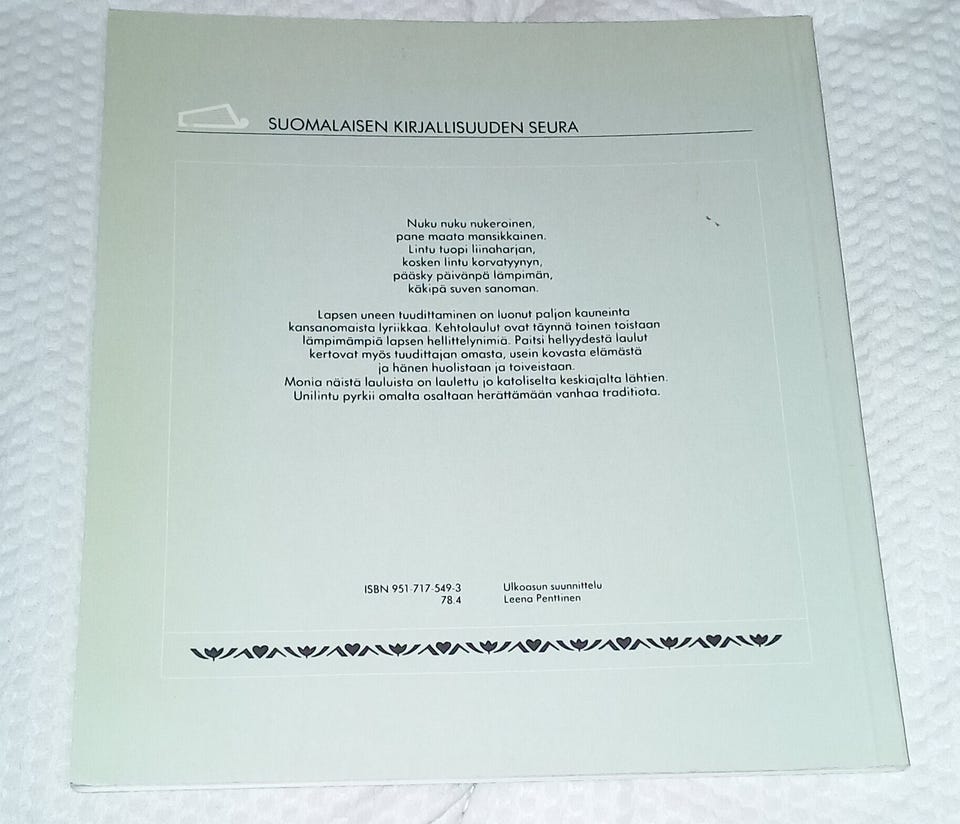 SUOMALAISEN KIRJALLISUUDEN SEURA
Nuku nuku nukeroinen,
pane maata mansikkainen.
Lintu tuopi liinaharjan,
kosken lintu korvatyynyn,
pääsky päivänpä lämpimän,
käkipä suven sanoman.
Lapsen uneen tuudittaminen on luonut paljon kauneinta
kansanomaista lyriikkaa. Kehtolaulut ovat täynnä toinen toistaan
lämpimämpiä lapsen hellittelynimiä. Paitsi hellyydestä laulut
kertovat myös tuudittajan omasta, usein kovasta elämästä
ja hänen huolistaan ja toiveistaan.
Monia näistä lauluista on laulettu jo katoliselta keskiajalta lähtien.
Unilintu pyrkii omalta osaltaan herättämään vanhaa traditiota.
ISBN 951-717-549-3
78.4
Ulkoasun suunnittelu
Leena Penttinen